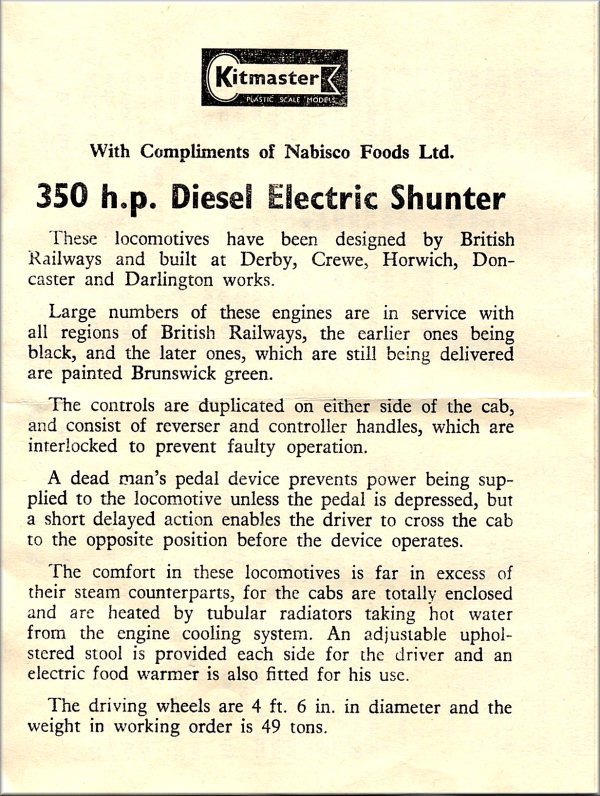 Kitmaster
PLASTIC SCALE MODELS
With Compliments of Nabisco Foods Ltd.
350 h.p. Diesel Electric Shunter
These locomotives have been designed by British
Railways and built at Derby, Crewe, Horwich, Don-
caster and Darlington works.
Large numbers of these engines are in service with
all regions of British Railways, the earlier ones being
black, and the later ones, which are still being delivered
are painted Brunswick green.
The controls are duplicated on either side of the cab,
and consist of reverser and controller handles, which are
interlocked to prevent faulty operation.
A dead man's pedal device prevents power being sup-
plied to the locomotive unless the pedal is depressed, but
a short delayed action enables the driver to cross the cab
to the opposite position before the device operates.
The comfort in these locomotives is far in excess of
their steam counterparts, for the cabs are totally enclosed
and are heated by tubular radiators taking hot water
from the engine cooling system. An adjustable uphol-
stered stool is provided each side for the driver and an
electric food warmer is also fitted for his use.
The driving wheels are 4 ft. 6 in. in diameter and the
weight in working order is 49 tons.